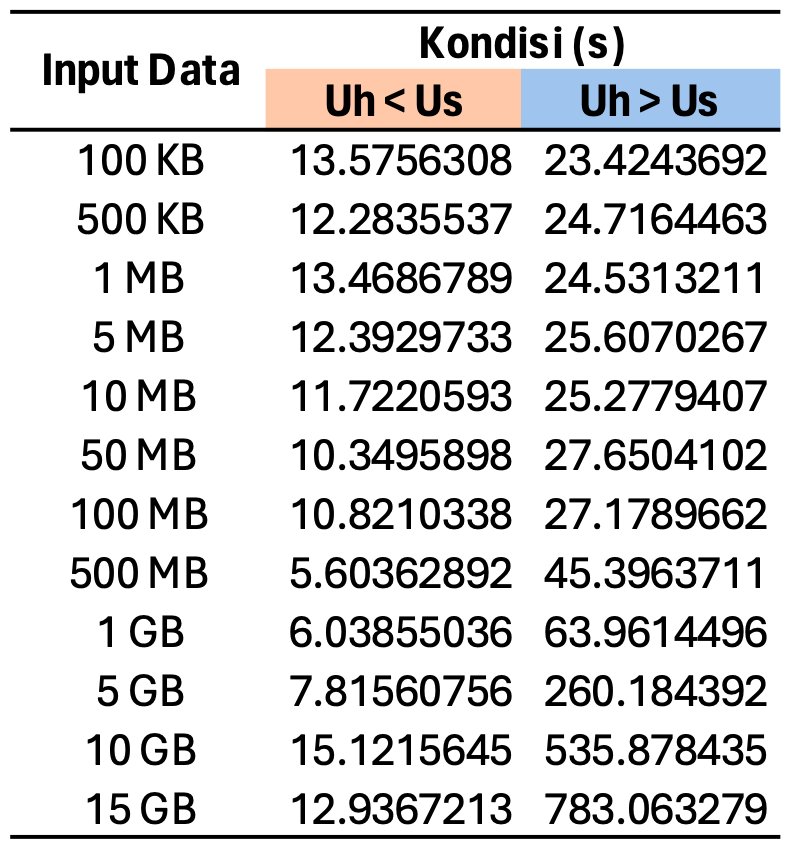 Input Data Kondisi (s)
Uh < Us Uh > Us
100 KB 13.5756308 23.4243692
500 KB 12.2835537 24.7164463
1 MB 13.4686789 24.5313211
5 MB 12.3929733 25.6070267
10 MB 11.7220593 25.2779407
50 MB 10.3495898 27.6504102
100 MB 10.8210338 27.1789662
500 MB 5.60362892 45.3963711
1 GB 6.03855036 63.9614496
5 GB 7.81560756 260.184392
10 GB 15.1215645 535.878435
15 GB 12.9367213 783.063279